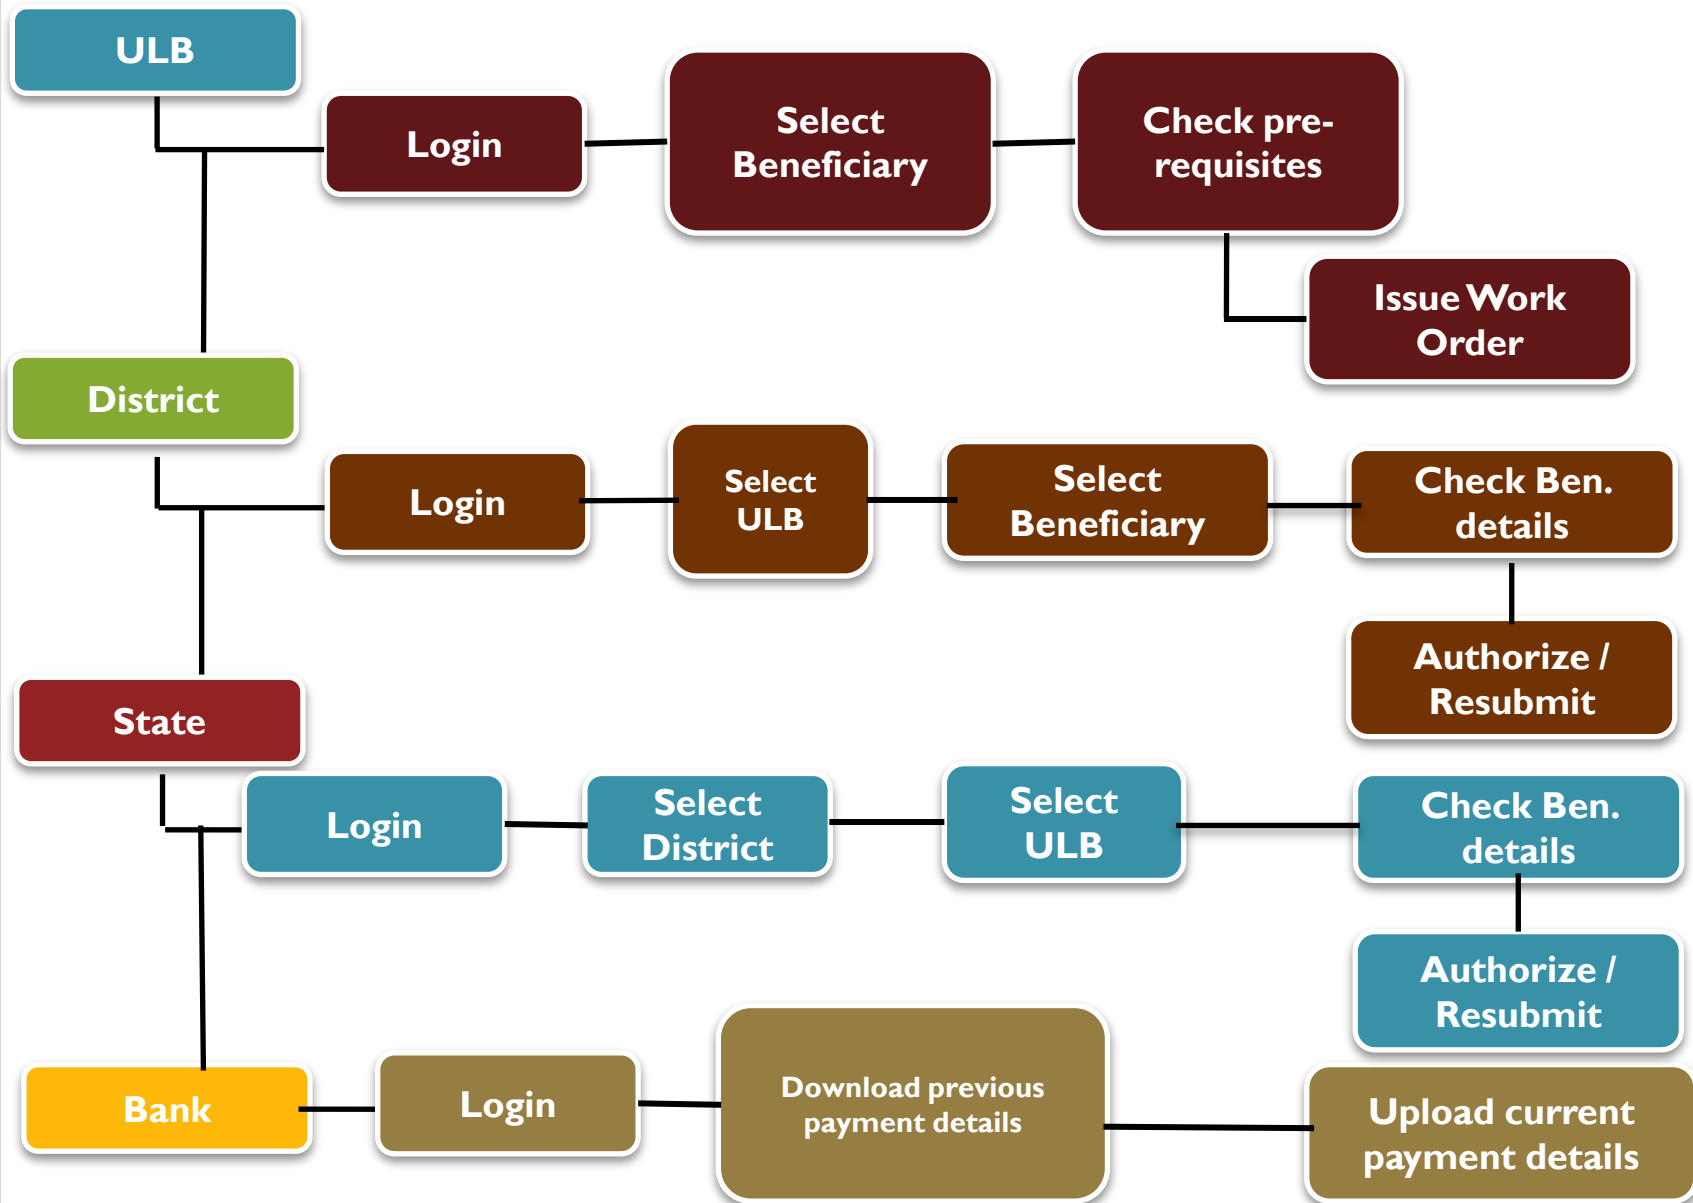 ULB
Login
Select
Beneficiary
Check pre-
requisites
Issue Work
Order
District
Login
Select
ULB
Select
Beneficiary
Check Ben.
details
Authorize /
Resubmit
State
Login
Select
District
Select
ULB
Check Ben.
details
Authorize /
Resubmit
Bank
Login
Download previous
payment details
Upload current
payment details